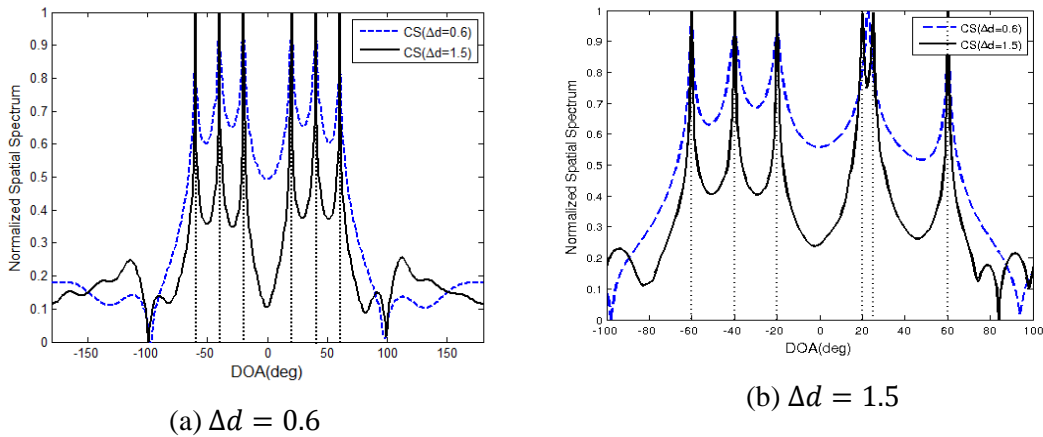 1
0.9
0.8
0.7
0.6
0.5
0.4
0.3
0.2
0.1
0
Normalized Spatial Spectrum
CS(Δd=0.6)
CS(Δd=1.5)
-150 -100 -50 0 50 100 150
DOA(deg)
(a) Δd = 0.6
1
0.9
0.8
0.7
0.6
0.5
0.4
0.3
0.2
0.1
0
Normalized Spatial Spectrum
CS(Δd=0.6)
CS(Δd=1.5)
-100 -80 -60 -40 -20 0 20 40 60 80 100
DOA(deg)
(b) Δd = 1.5